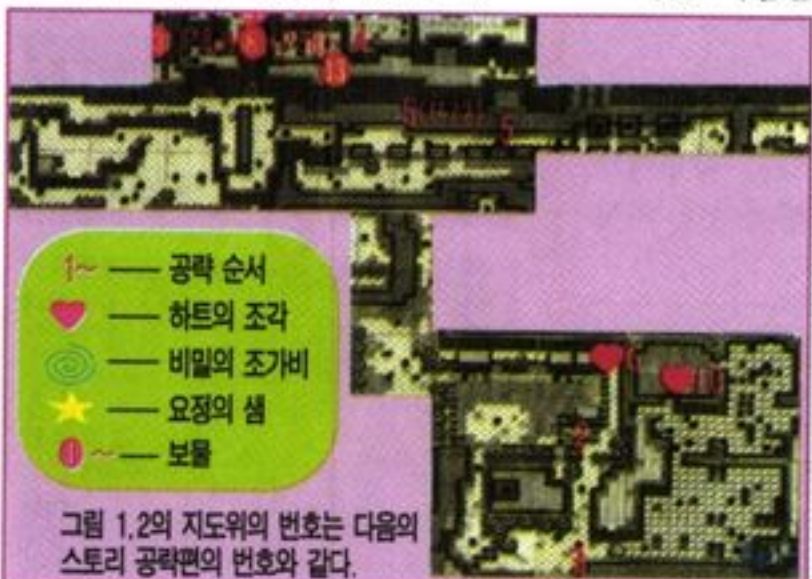 1~ — 공략 순서
하트의 조각
비밀의 조가비
요정의 샘
1 ~ — 보물
그림 1,2의 지도위의 번호는 다음의
스토리 공략편의 번호와 같다.